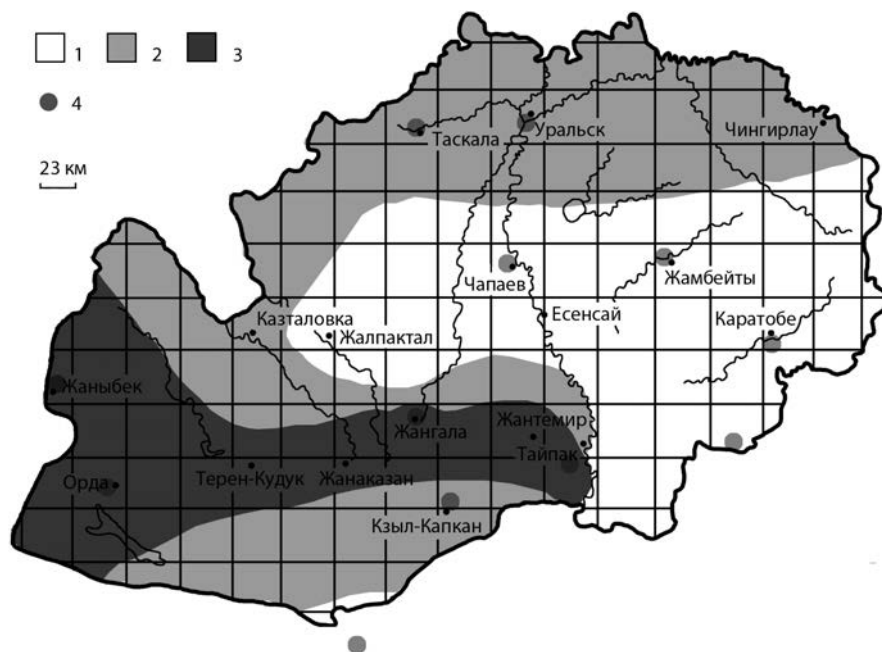 1 2 3
4
23 км
Таскала
Уральск
Чингирлау
Чапаев
Жамбейты
Есенсай
Казталовка
Жалпактал
Каратобе
Жаныбек
Жангала
Жантемир
Тайпак
Орда
Терен-Кудук
Жанаказан
Кзыл-Капкан